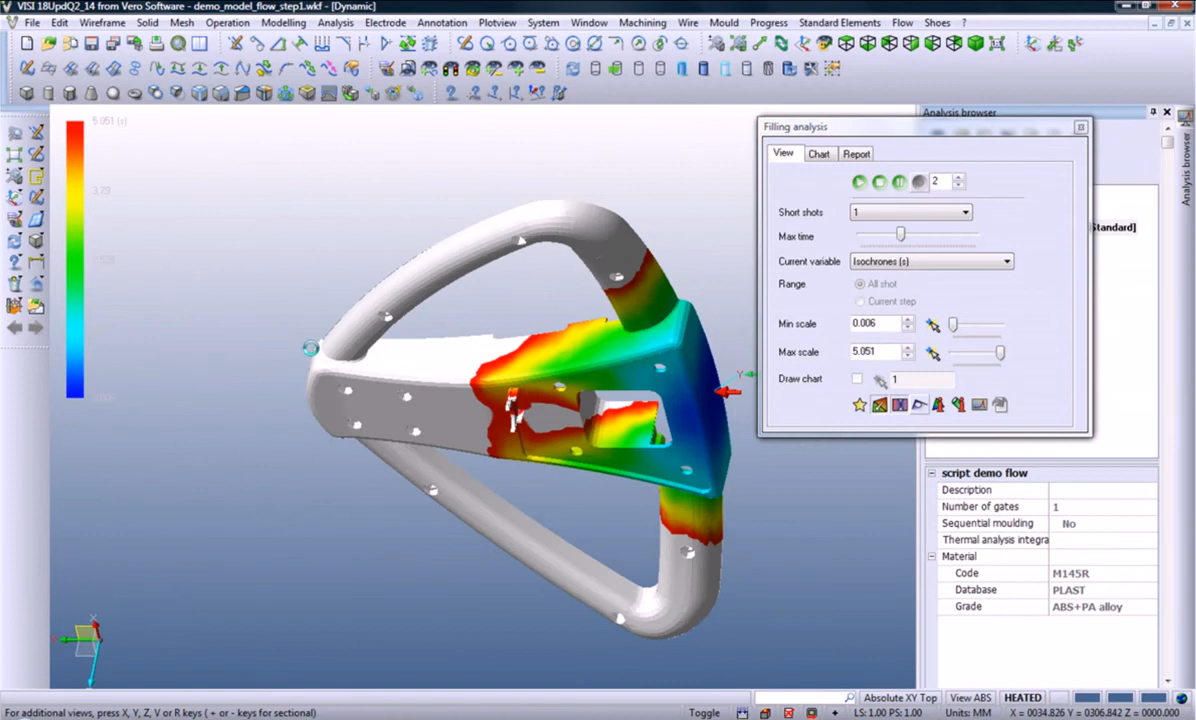 VISI 18UpdQ2_14 from Vero Software - demo_model_flow_step1.wkf - [Dynamic]
File Edit Wireframe Solid Mesh Operation Modelling Analysis Electrode Annotation Plotview System Window Machining Wire Mould Progress Standard Elements Flow Shoes ?
5.051 (s)
Analysis browser
Filling analysis
View Chart Report
2
Short shots 1
Max time
Current variable Isochrones (s)
Range All shot
Current step
Min scale 0.006
Max scale 5.051
Draw chart 1
Analysis browser
Standard]
Y
script demo flow
Description
Number of gates 1
Sequential moulding No
Thermal analysis integra
Material
Code M145R
Database PLAST
Grade ABS+PA alloy
X
Absolute XY Top View ABS HEATED
For additional views, press X, Y, Z, V or R keys ( + or - keys for sectional) Toggle LS: 1.00 PS: 1.00 Units: MM X = 0034.826 Y = 0306.842 Z = 0000.000